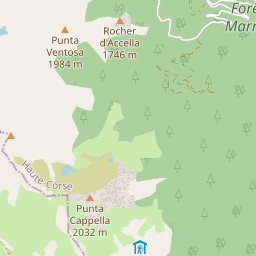 Rocher
d'Accella
1746 m
Punta
Ventosa
1984 m
Haute-Corse
Punta
Cappella
2032 m